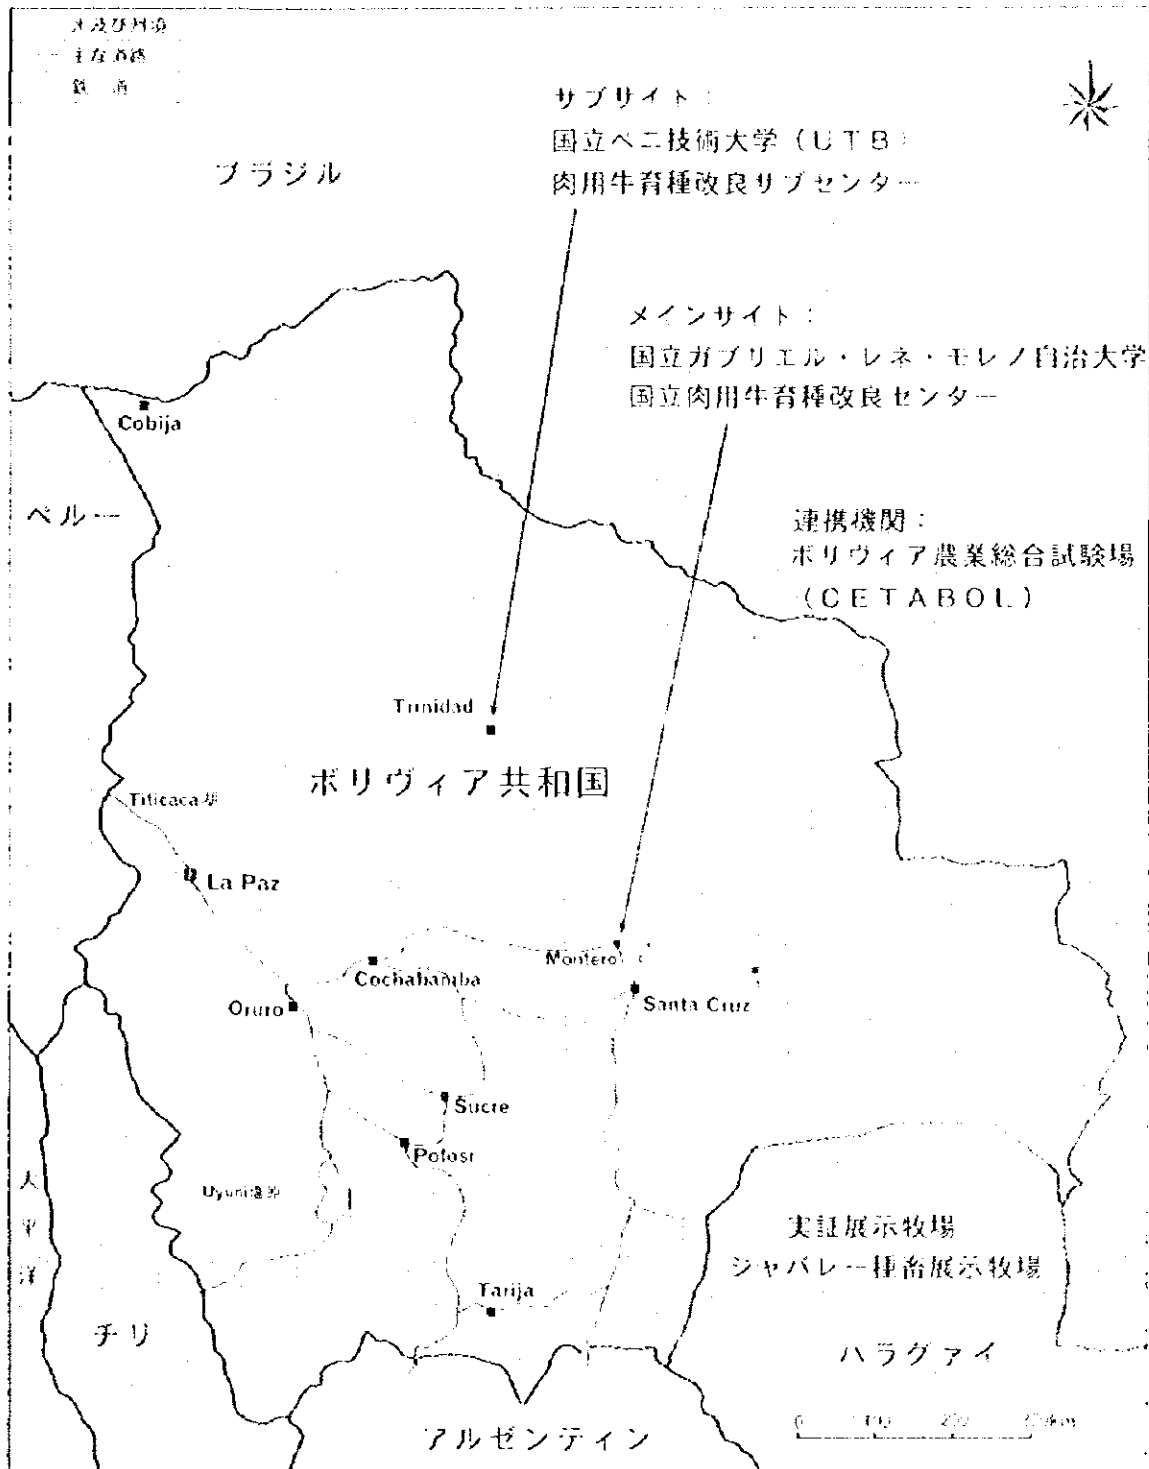 主な道路
鉄 道
サブサイト：
国立ベニ技術大学（ＵＴＢ）
肉用牛育種改良サブセンター
ブラジル
メインサイト：
国立ガブリエル・レネ・モレノ自治大学
国立肉用牛育種改良センター
Cobija
ペルー
連携機関：
ボリヴィア農業総合試験場
（ＣＥＴＡＢＯＬ）
Trinidad
ボリヴィア共和国
Titicaca湖
La Paz
Montero
Cochabamba
Oruro
Santa Cruz
Sucre
Potosi
Uyuni塩原
太平洋
実証展示牧場
シャバレー種畜展示牧場
Tarija
チリ
ハラグァイ
アルゼンティン
0 100 200 300km